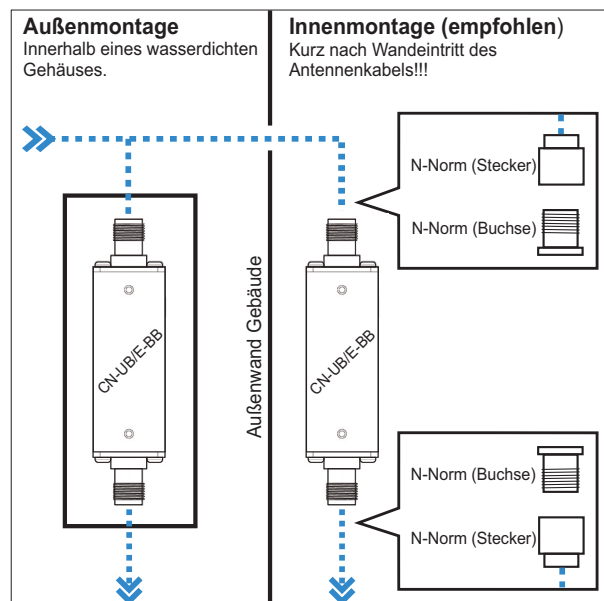 Außenmontage
Innerhalb eines wasserdichten
Gehäuses.
Innenmontage (empfohlen)
Kurz nach Wandeintritt des
Antennenkabels!!!
N-Norm (Stecker)
N-Norm (Buchse)
CN-UB/E-BB
Außenwand Gebäude
CN-UB/E-BB
N-Norm (Buchse)
N-Norm (Stecker)